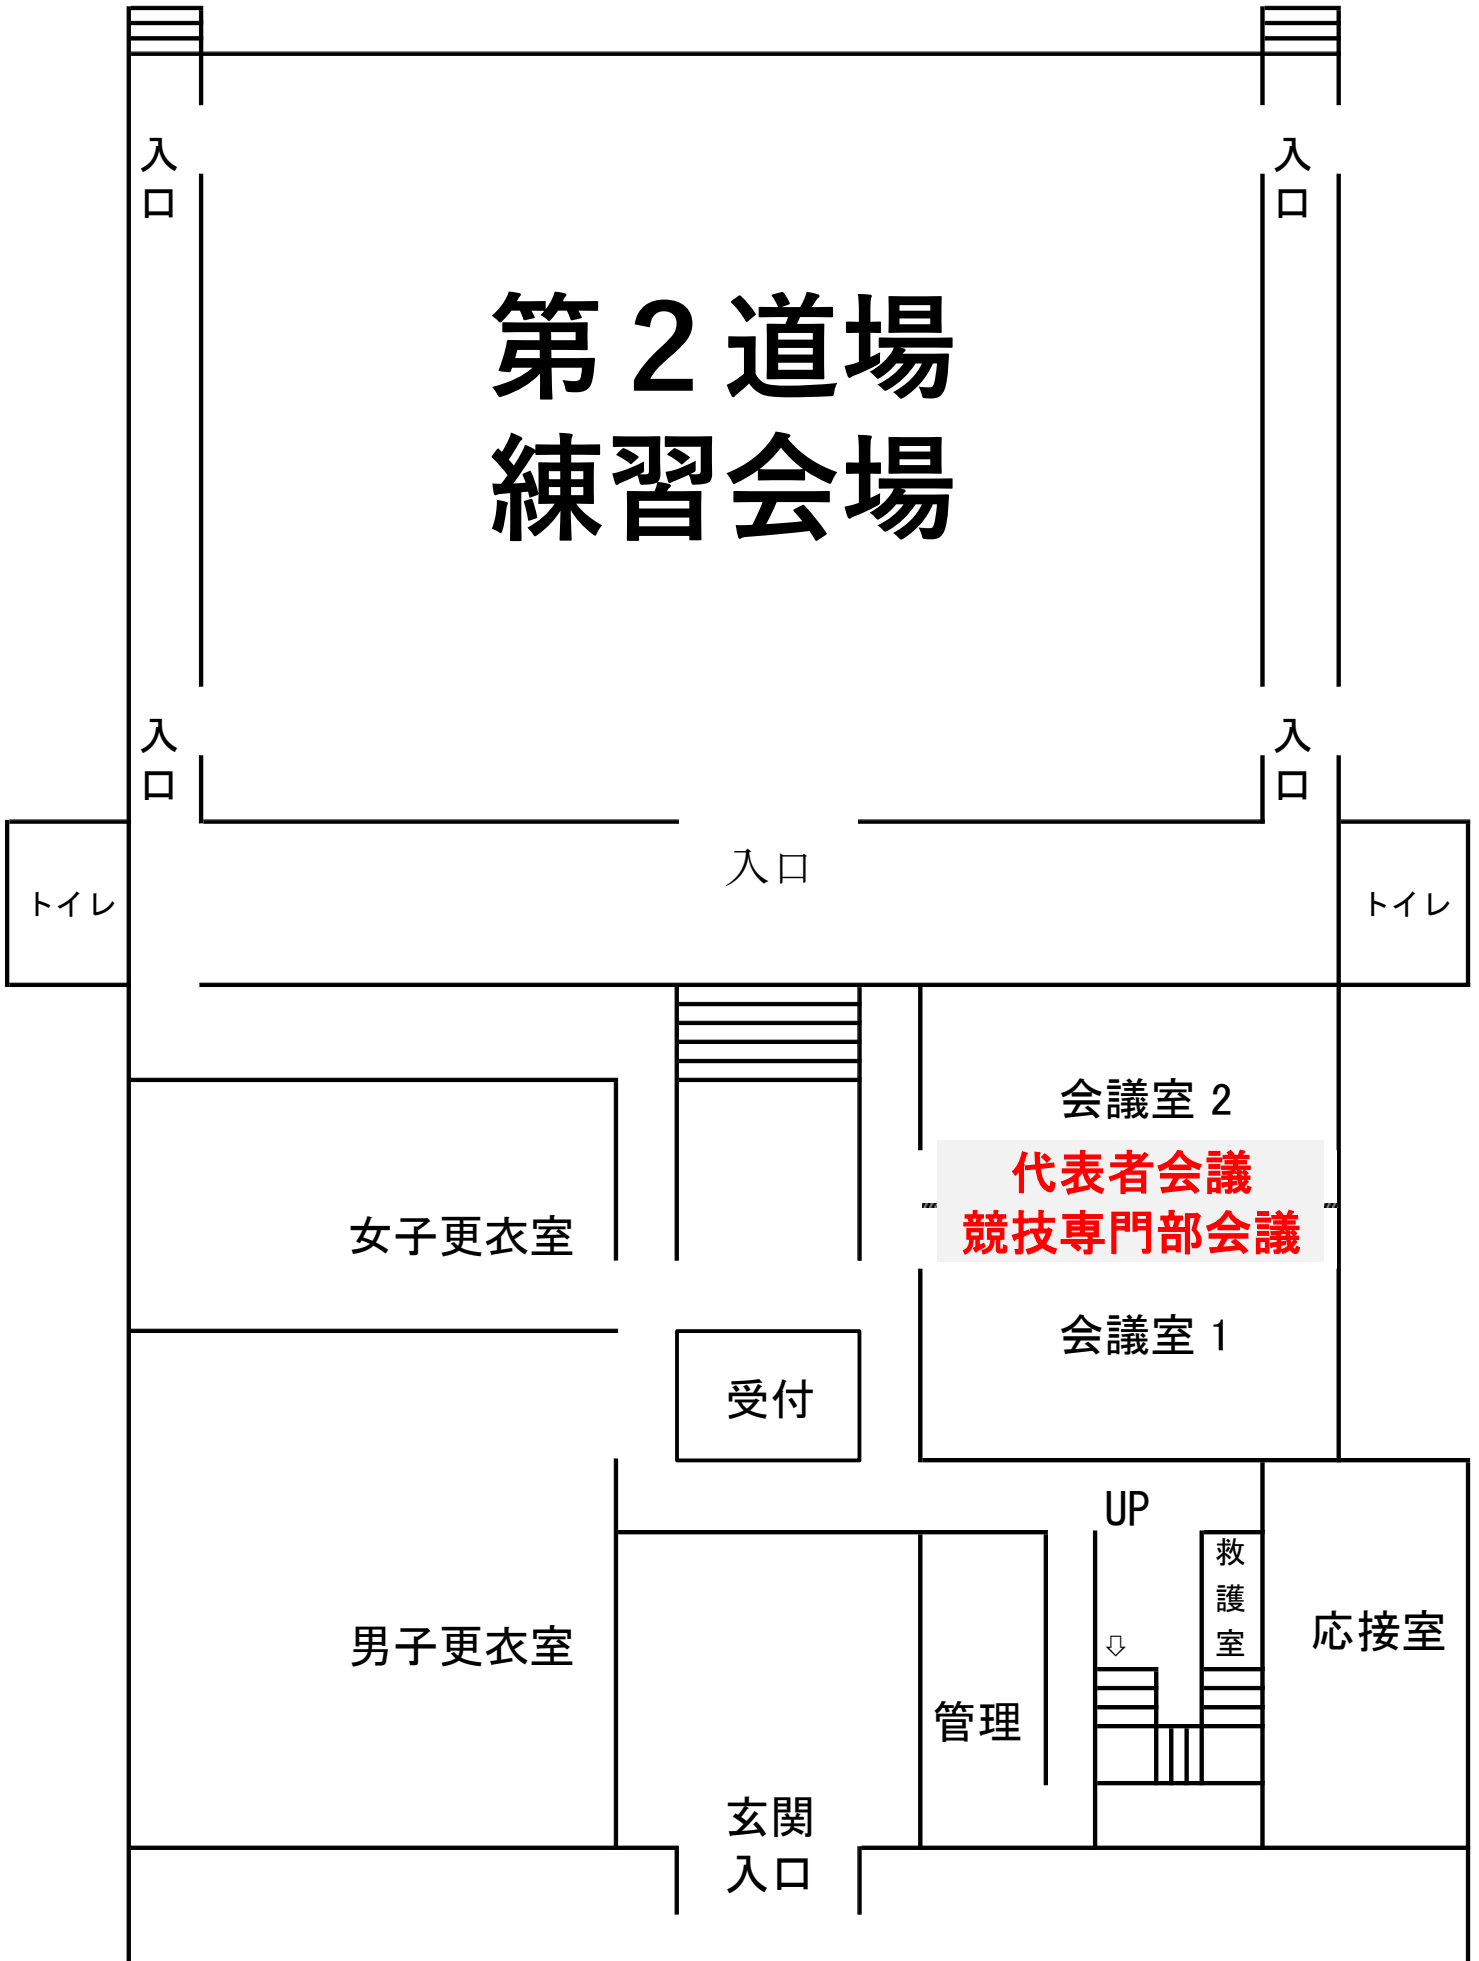 入口
入口
第２道場
練習会場
入口
入口
入口
トイレ
トイレ
会議室 2
代表者会議
競技専門部会議
女子更衣室
会議室 1
受付
UP
救護室
⇩
応接室
男子更衣室
管理
玄関
入口